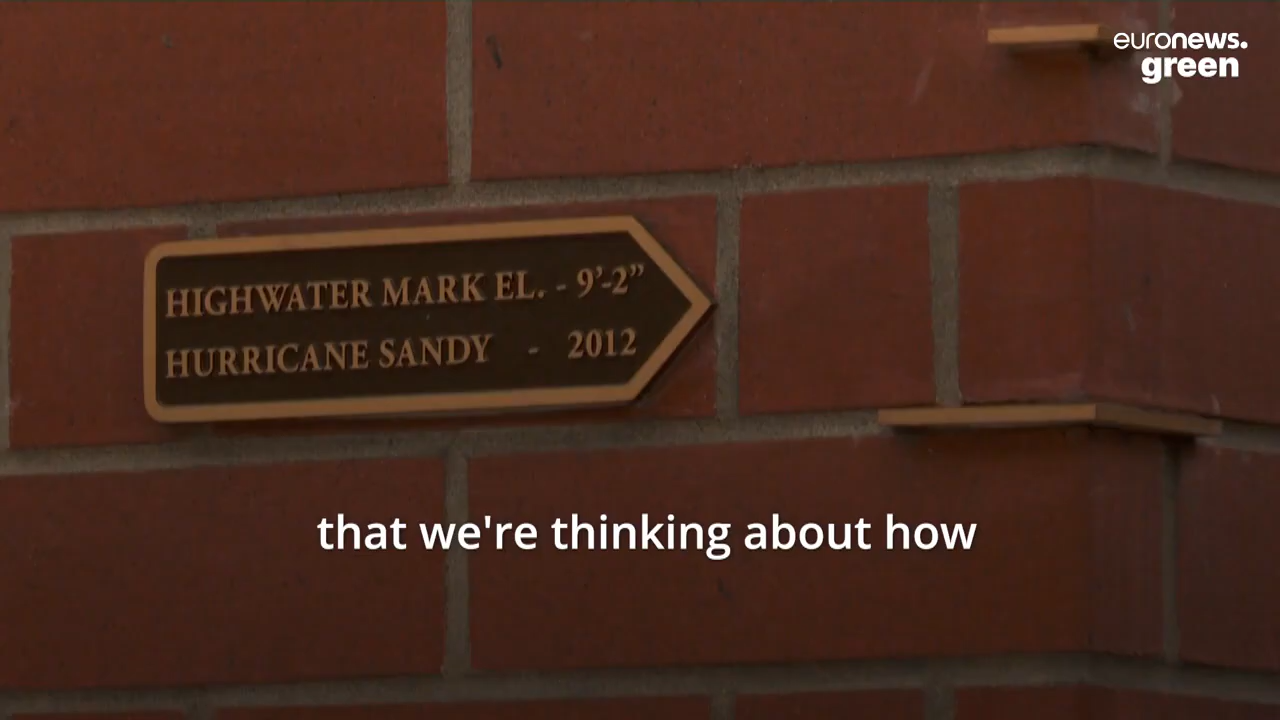 euronews.
green
HIGHWATER MARK EL. - 9’-2”
HURRICANE SANDY - 2012
that we're thinking about how